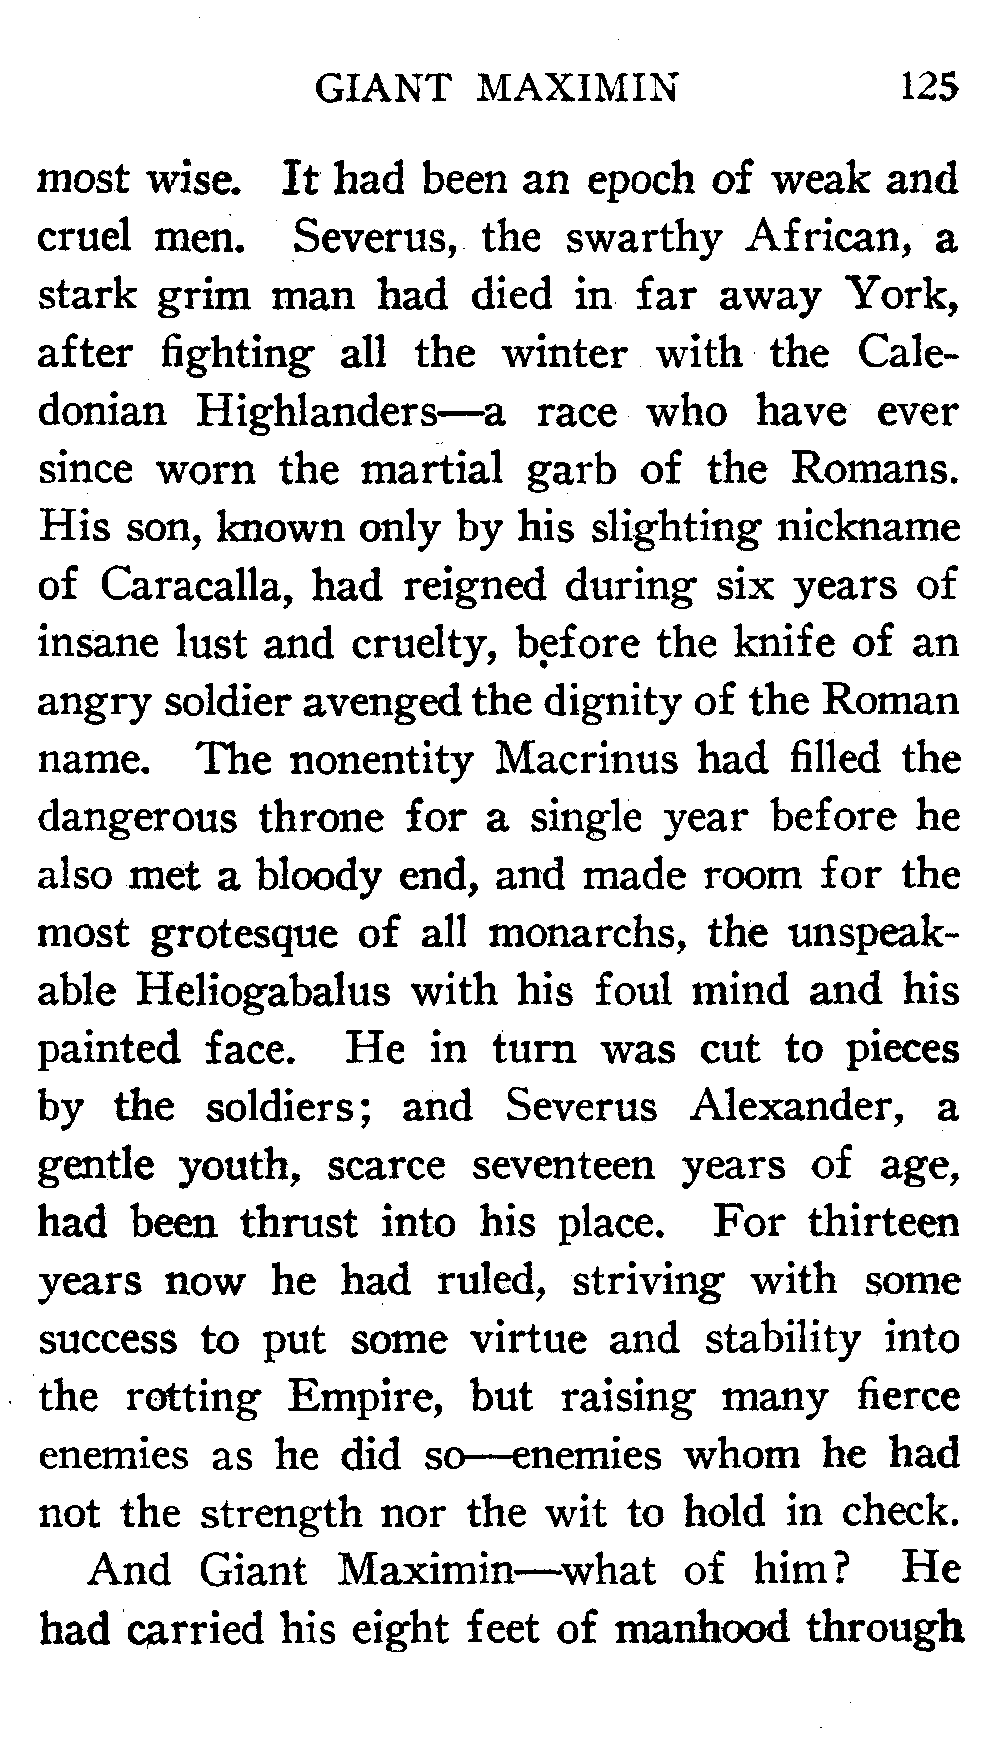 GIANT MAXIMIN 125
most wise. It had been an epoch of weak and
cruel men. Severus, the swarthy African, a
stark grim man had died in far away York,
after fighting all the winter with the Cale-
donian Highlanders—a race who have ever
since worn the martial garb of the Romans.
His son, known only by his slighting nickname
of Caracalla, had reigned during six years of
insane lust and cruelty, before the knife of an
angry soldier avenged the dignity of the Roman
name. The nonentity Macrinus had filled the
dangerous throne for a single year before he
also met a bloody end, and made room for the
most grotesque of all monarchs, the unspeak-
able Heliogabalus with his foul mind and his
painted face. He in turn was cut to pieces
by the soldiers; and Severus Alexander, a
gentle youth, scarce seventeen years of age,
had been thrust into his place. For thirteen
years now he had ruled, striving with some
success to put some virtue and stability into
the rotting Empire, but raising many fierce
enemies as he did so—enemies whom he had
not the strength nor the wit to hold in check.
And Giant Maximin—what of him? He
had carried his eight feet of manhood through